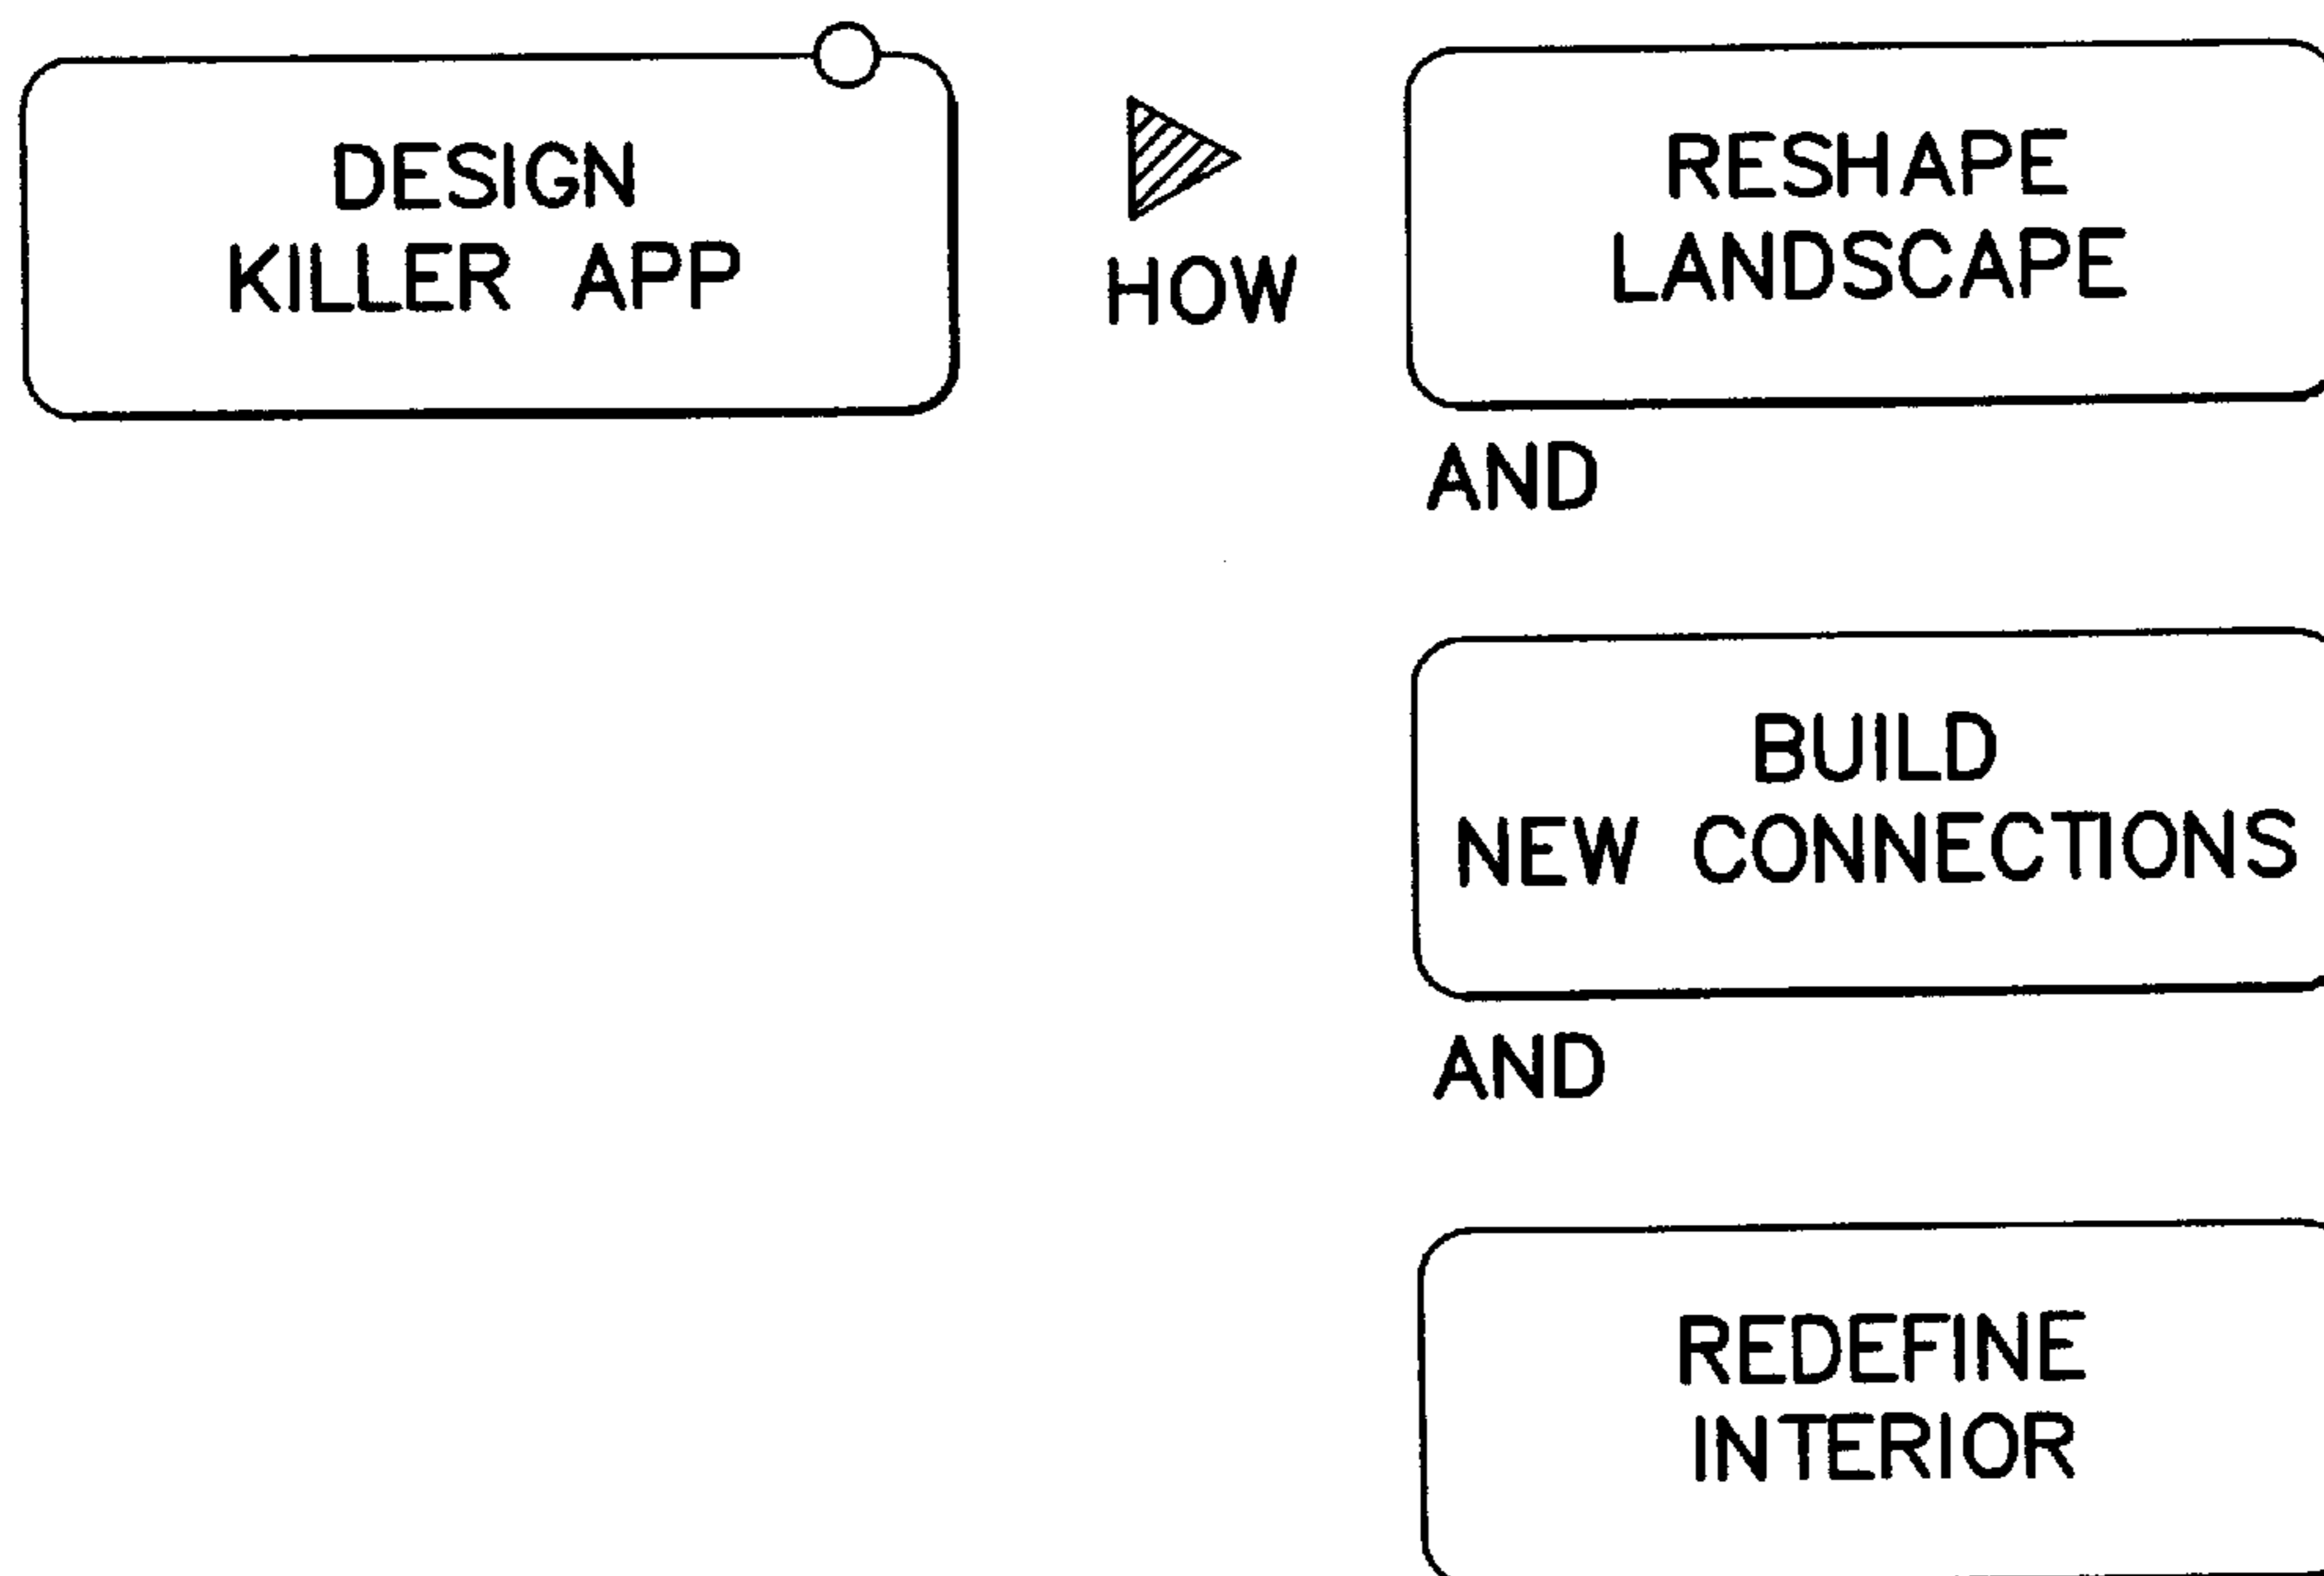 DESIGN
KILLER APP
HOW
RESHAPE
LANDSCAPE
AND
BUILD
NEW CONNECTIONS
AND
REDEFINE
INTERIOR